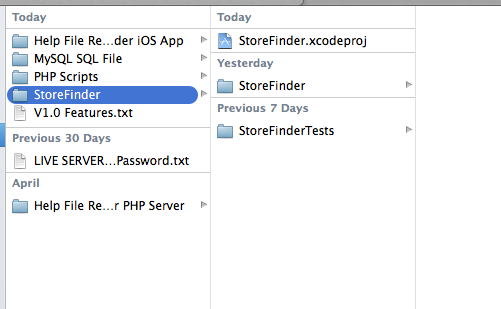 Today
Help File Re...der iOS App
MySQL SQL File
PHP Scripts
StoreFinder
V1.0 Features.txt
Previous 30 Days
LIVE SERVER...Password.txt
April
Help File Re...r PHP Server
Today
StoreFinder.xcodeproj
Yesterday
StoreFinder
Previous 7 Days
StoreFinderTests